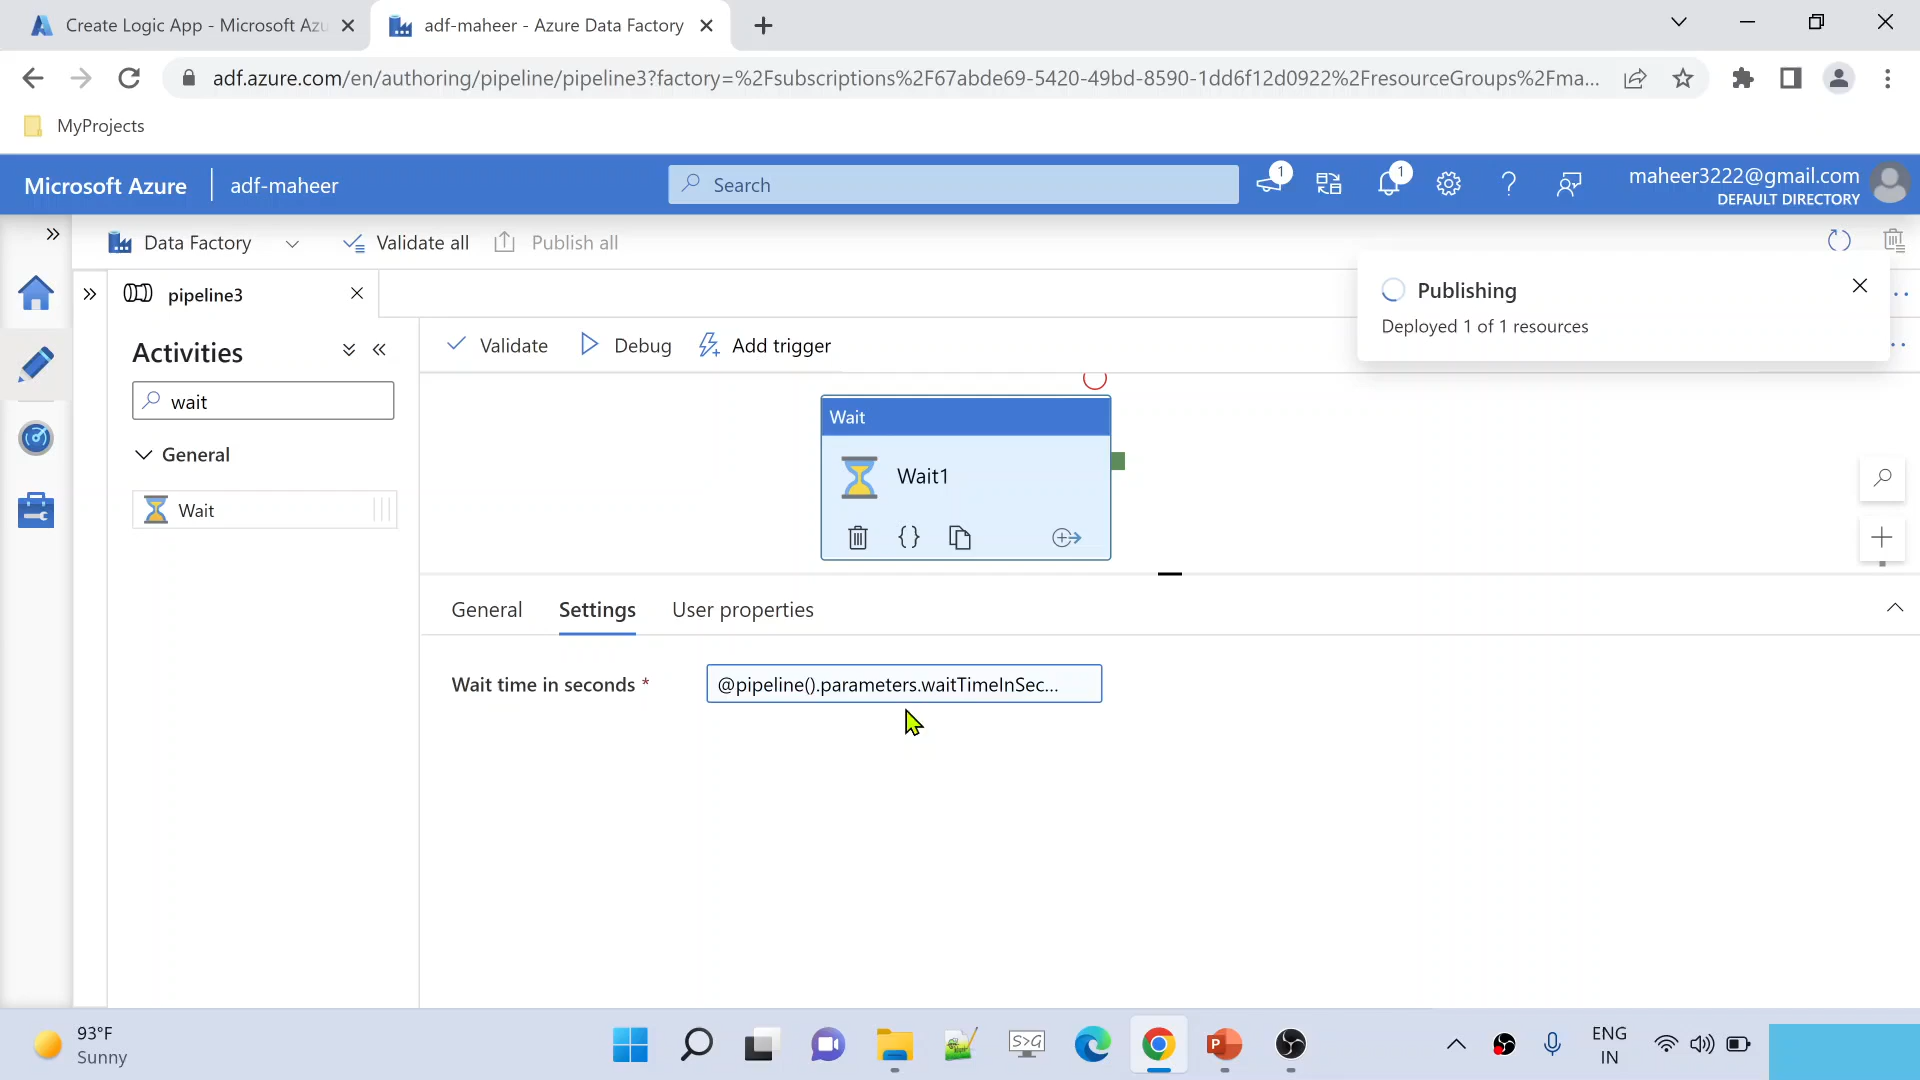 Create Logic App - Microsoft Azu
adf-maheer - Azure Data Factory
adf.azure.com/en/authoring/pipeline/pipeline3?factory=%2Fsubscriptions%2F67abde69-5420-49bd-8590-1dd6f12d0922%2FresourceGroups%2Fma...
MyProjects
Microsoft Azure
adf-maheer
Search
1
1
maheer3222@gmail.com
DEFAULT DIRECTORY
Data Factory
Validate all
Publish all
pipeline3
Publishing
Deployed 1 of 1 resources
Activities
Validate
Debug
Add trigger
wait
General
Wait
Wait
Wait1
General
Settings
User properties
Wait time in seconds *
@pipeline().parameters.waitTimeInSec...
93°F
Sunny
S>G
P
ENG
IN